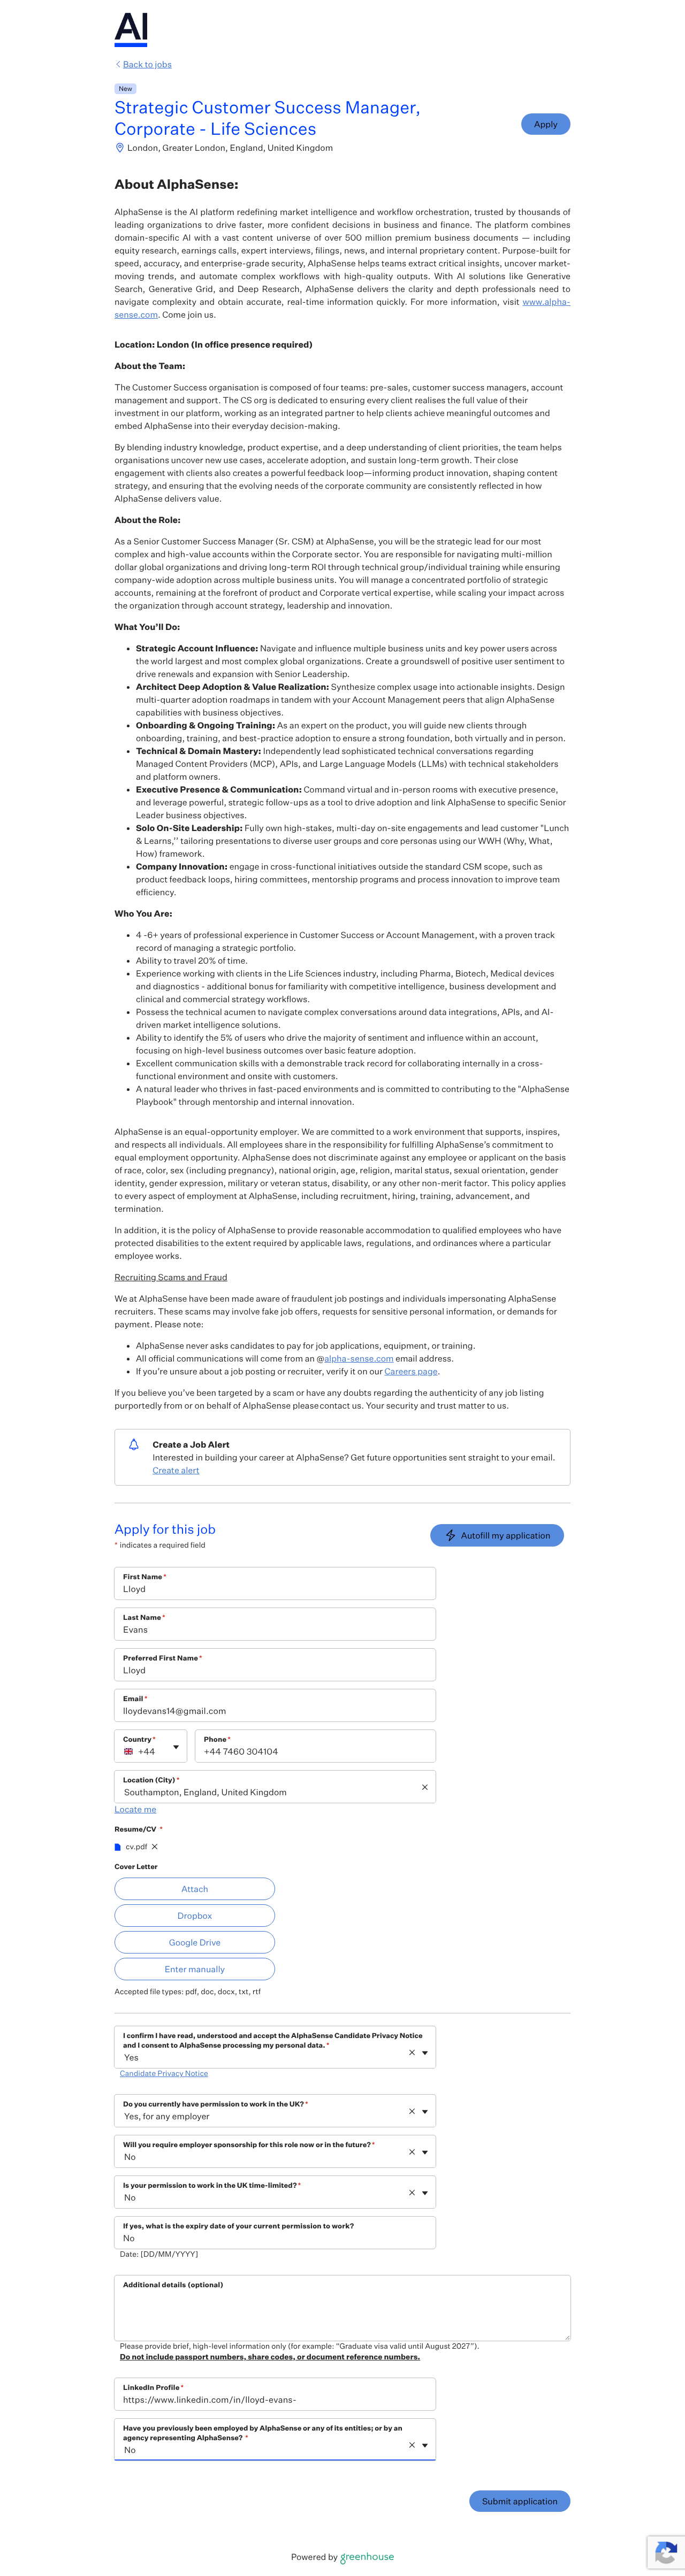 AI
Back to jobs
New
Strategic Customer Success Manager,
Corporate - Life Sciences
Apply
London, Greater London, England, United Kingdom
About AlphaSense:
AlphaSense is the AI platform redefining market intelligence and workflow orchestration, trusted by thousands of
leading organizations to drive faster, more confident decisions in business and finance. The platform combines
domain-specific AI with a vast content universe of over 500 million premium business documents — including
equity research, earnings calls, expert interviews, filings, news, and internal proprietary content. Purpose-built for
speed, accuracy, and enterprise-grade security, AlphaSense helps teams extract critical insights, uncover market-
moving trends, and automate complex workflows with high-quality outputs. With AI solutions like Generative
Search, Generative Grid, and Deep Research, AlphaSense delivers the clarity and depth professionals need to
navigate complexity and obtain accurate, real-time information quickly. For more information, visit www.alpha-
sense.com. Come join us.
Location: London (In office presence required)
About the Team:
The Customer Success organisation is composed of four teams: pre-sales, customer success managers, account
management and support. The CS org is dedicated to ensuring every client realises the full value of their
investment in our platform, working as an integrated partner to help clients achieve meaningful outcomes and
embed AlphaSense into their everyday decision-making.
By blending industry knowledge, product expertise, and a deep understanding of client priorities, the team helps
organisations uncover new use cases, accelerate adoption, and sustain long-term growth. Their close
engagement with clients also creates a powerful feedback loop—informing product innovation, shaping content
strategy, and ensuring that the evolving needs of the corporate community are consistently reflected in how
AlphaSense delivers value.
About the Role:
As a Senior Customer Success Manager (Sr. CSM) at AlphaSense, you will be the strategic lead for our most
complex and high-value accounts within the Corporate sector. You are responsible for navigating multi-million
dollar global organizations and driving long-term ROI through technical group/individual training while ensuring
company-wide adoption across multiple business units. You will manage a concentrated portfolio of strategic
accounts, remaining at the forefront of product and Corporate vertical expertise, while scaling your impact across
the organization through account strategy, leadership and innovation.
What You'll Do:
• Strategic Account Influence: Navigate and influence multiple business units and key power users across
the world largest and most complex global organizations. Create a groundswell of positive user sentiment to
drive renewals and expansion with Senior Leadership.
• Architect Deep Adoption & Value Realization: Synthesize complex usage into actionable insights. Design
multi-quarter adoption roadmaps in tandem with your Account Management peers that align AlphaSense
capabilities with business objectives.
• Onboarding & Ongoing Training: As an expert on the product, you will guide new clients through
onboarding, training, and best-practice adoption to ensure a strong foundation, both virtually and in person.
• Technical & Domain Mastery: Independently lead sophisticated technical conversations regarding
Managed Content Providers (MCP), APIs, and Large Language Models (LLMs) with technical stakeholders
and platform owners.
• Executive Presence & Communication: Command virtual and in-person rooms with executive presence,
and leverage powerful, strategic follow-ups as a tool to drive adoption and link AlphaSense to specific Senior
Leader business objectives.
• Solo On-Site Leadership: Fully own high-stakes, multi-day on-site engagements and lead customer "Lunch
& Learns," tailoring presentations to diverse user groups and core personas using our WWH (Why, What,
How) framework.
• Company Innovation: engage in cross-functional initiatives outside the standard CSM scope, such as
product feedback loops, hiring committees, mentorship programs and process innovation to improve team
efficiency.
Who You Are:
• 4 -6+ years of professional experience in Customer Success or Account Management, with a proven track
record of managing a strategic portfolio.
• Ability to travel 20% of time.
• Experience working with clients in the Life Sciences industry, including Pharma, Biotech, Medical devices
and diagnostics - additional bonus for familiarity with competitive intelligence, business development and
clinical and commercial strategy workflows.
• Possess the technical acumen to navigate complex conversations around data integrations, APIs, and AI-
driven market intelligence solutions.
• Ability to identify the 5% of users who drive the majority of sentiment and influence within an account,
focusing on high-level business outcomes over basic feature adoption.
• Excellent communication skills with a demonstrable track record for collaborating internally in a cross-
functional environment and onsite with customers.
• A natural leader who thrives in fast-paced environments and is committed to contributing to the "AlphaSense
Playbook" through mentorship and internal innovation.
AlphaSense is an equal-opportunity employer. We are committed to a work environment that supports, inspires,
and respects all individuals. All employees share in the responsibility for fulfilling AlphaSense's commitment to
equal employment opportunity. AlphaSense does not discriminate against any employee or applicant on the basis
of race, color, sex (including pregnancy), national origin, age, religion, marital status, sexual orientation, gender
identity, gender expression, military or veteran status, disability, or any other non-merit factor. This policy applies
to every aspect of employment at AlphaSense, including recruitment, hiring, training, advancement, and
termination.
In addition, it is the policy of AlphaSense to provide reasonable accommodation to qualified employees who have
protected disabilities to the extent required by applicable laws, regulations, and ordinances where a particular
employee works.
Recruiting Scams and Fraud
We at AlphaSense have been made aware of fraudulent job postings and individuals impersonating AlphaSense
recruiters. These scams may involve fake job offers, requests for sensitive personal information, or demands for
payment. Please note:
• AlphaSense never asks candidates to pay for job applications, equipment, or training.
• All official communications will come from an @alpha-sense.com email address.
• If you're unsure about a job posting or recruiter, verify it on our Careers page.
If you believe you've been targeted by a scam or have any doubts regarding the authenticity of any job listing
purportedly from or on behalf of AlphaSense please contact us. Your security and trust matter to us.
Create a Job Alert
Interested in building your career at AlphaSense? Get future opportunities sent straight to your email.
Create alert
Apply for this job
Autofill my application
* indicates a required field
First Name*
Lloyd
Last Name*
Evans
Preferred First Name*
Lloyd
Email*
lloydevans14@gmail.com
Country*
+44
Phone*
+44 7460 304104
Location (City)*
Southampton, England, United Kingdom
Locate me
Resume/CV *
cv.pdf
Cover Letter
Attach
Dropbox
Google Drive
Enter manually
Accepted file types: pdf, doc, docx, txt, rtf
I confirm I have read, understood and accept the AlphaSense Candidate Privacy Notice
and I consent to AlphaSense processing my personal data.*
Yes
Candidate Privacy Notice
Do you currently have permission to work in the UK?*
Yes, for any employer
Will you require employer sponsorship for this role now or in the future?*
No
Is your permission to work in the UK time-limited?*
No
If yes, what is the expiry date of your current permission to work?
No
Date: [DD/MM/YYYY]
Additional details (optional)
Please provide brief, high-level information only (for example: "Graduate visa valid until August 2027").
Do not include passport numbers, share codes, or document reference numbers.
LinkedIn Profile*
https://www.linkedin.com/in/lloyd-evans-
Have you previously been employed by AlphaSense or any of its entities; or by an
agency representing AlphaSense? *
No
Submit application
Powered by greenhouse